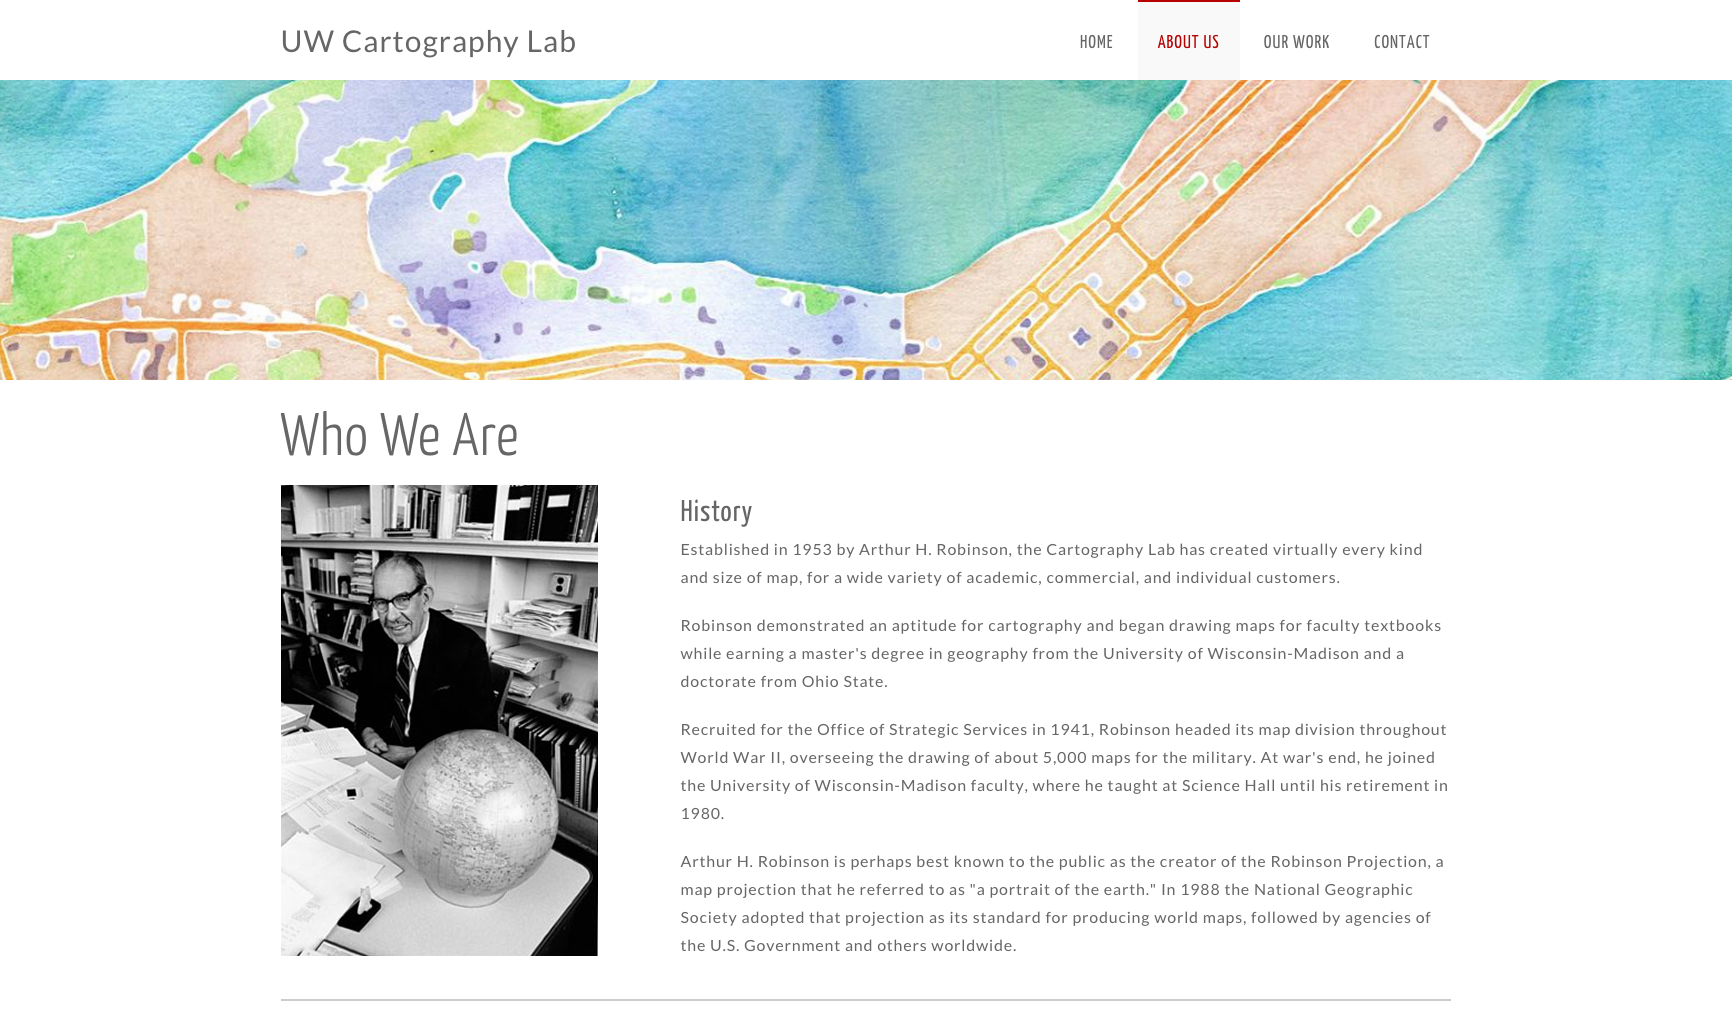 UW Cartography Lab
HOME
ABOUT US
OUR WORK
CONTACT
Who We Are
History
Established in 1953 by Arthur H. Robinson, the Cartography Lab has created virtually every kind
and size of map, for a wide variety of academic, commercial, and individual customers.
Robinson demonstrated an aptitude for cartography and began drawing maps for faculty textbooks
while earning a master's degree in geography from the University of Wisconsin-Madison and a
doctorate from Ohio State.
Recruited for the Office of Strategic Services in 1941, Robinson headed its map division throughout
World War II, overseeing the drawing of about 5,000 maps for the military. At war's end, he joined
the University of Wisconsin-Madison faculty, where he taught at Science Hall until his retirement in
1980.
Arthur H. Robinson is perhaps best known to the public as the creator of the Robinson Projection, a
map projection that he referred to as "a portrait of the earth." In 1988 the National Geographic
Society adopted that projection as its standard for producing world maps, followed by agencies of
the U.S. Government and others worldwide.